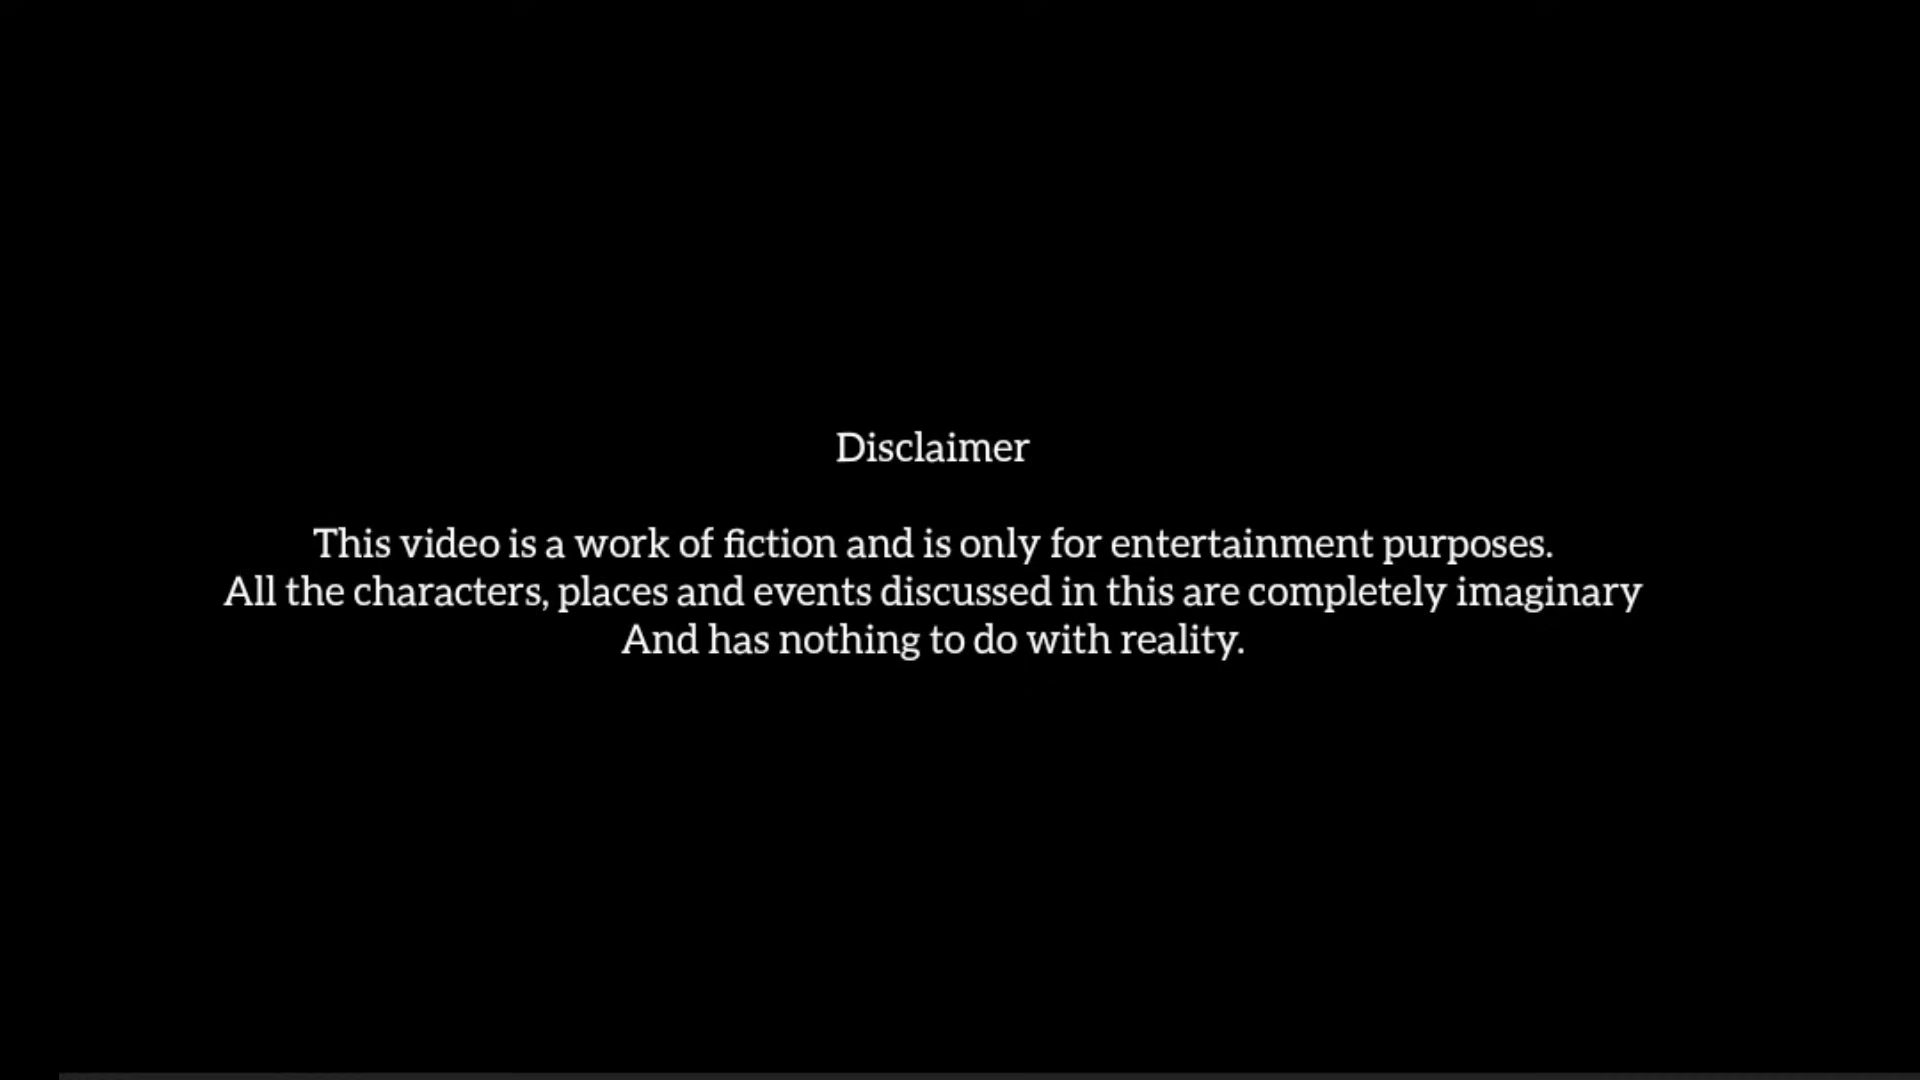 Disclaimer
This video is a work of fiction and is only for entertainment purposes.
All the characters, places and events discussed in this are completely imaginary
And has nothing to do with reality.